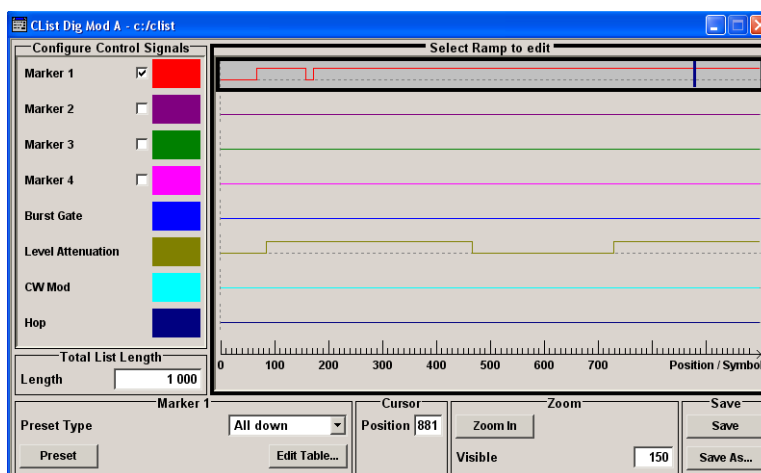 CList Dig Mod A - c:/clist
Configure Control Signals
Select Ramp to edit
Marker 1
Marker 2
Marker 3
Marker 4
Burst Gate
Level Attenuation
CW Mod
Hop
0 100 200 300 400 500 600 700 Position / Symbol
Total List Length
Length 1 000
Marker 1
Cursor
Zoom
Save
Preset Type All down
Position 881
Zoom In
Save
Preset
Edit Table...
Visible 150
Save As...